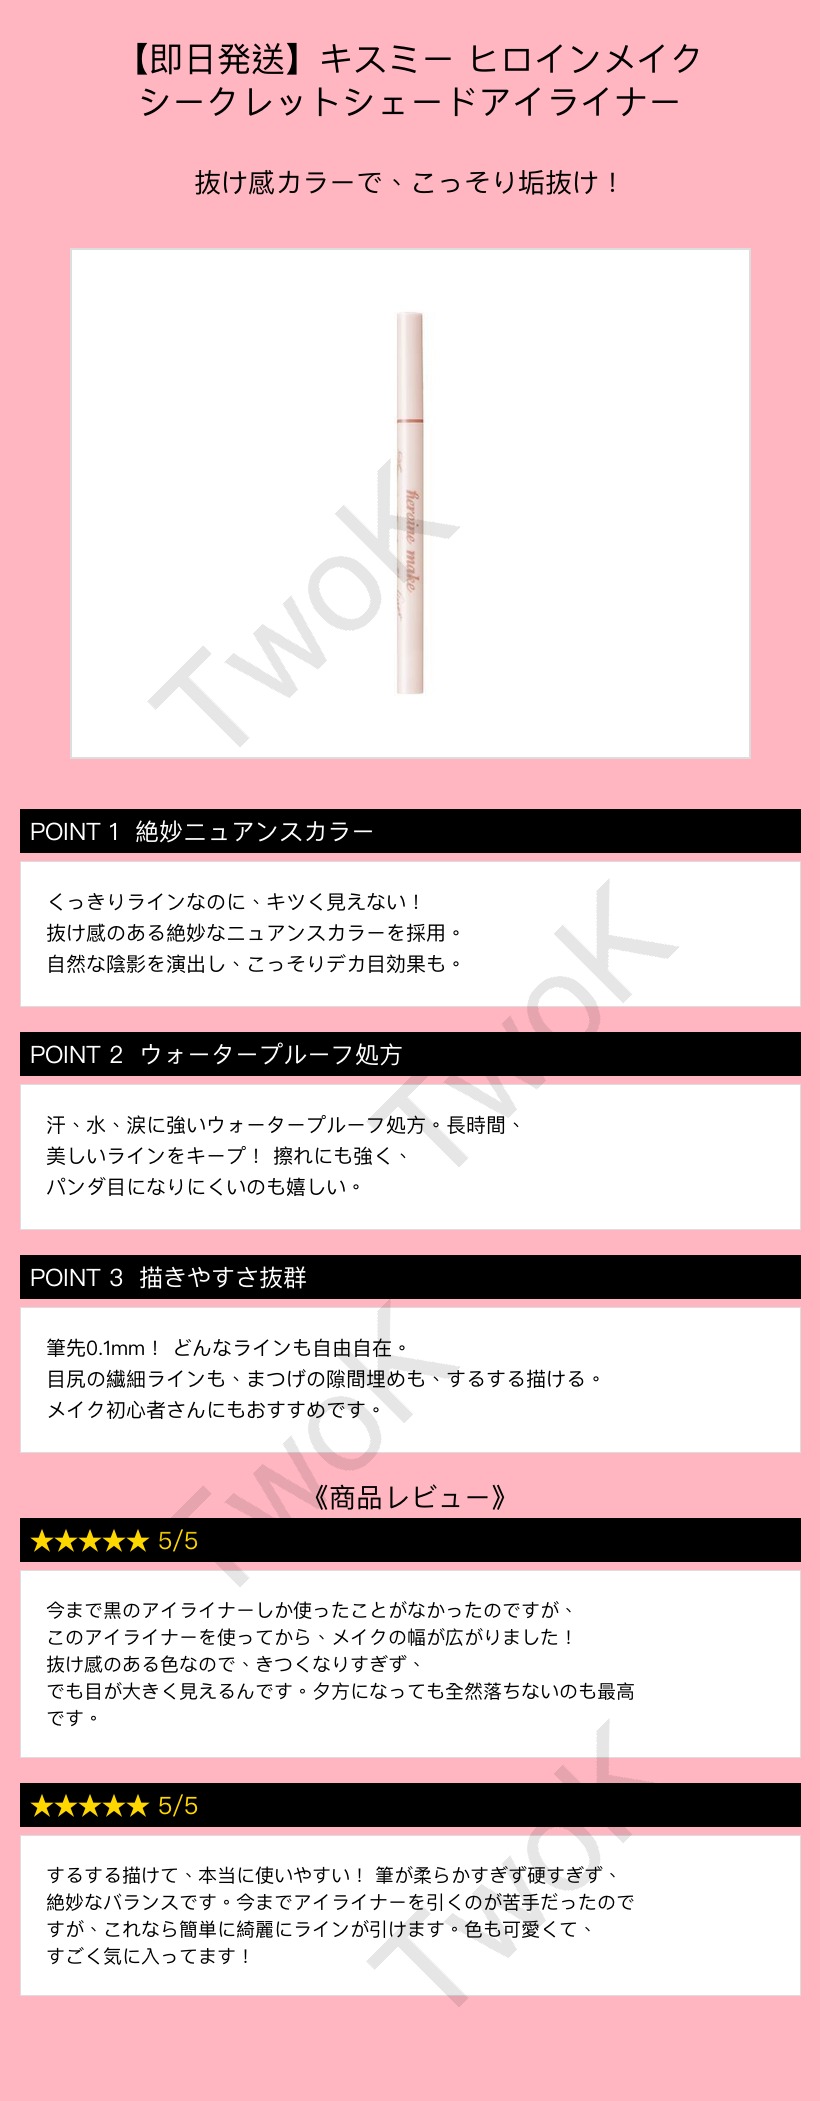 【即日発送】キスミー ヒロインメイク
シークレットシェードアイライナー
抜け感カラーで、こっそり垢抜け！
heroine make
TwoK
POINT 1 絶妙ニュアンスカラー
くっきりラインなのに、キツく見えない！
抜け感のある絶妙なニュアンスカラーを採用。
自然な陰影を演出し、こっそりデカ目効果も。
TwoK
POINT 2 ウォータープルーフ処方
汗、水、涙に強いウォータープルーフ処方。長時間、
美しいラインをキープ！ 擦れにも強く、
パンダ目になりにくいのも嬉しい。
POINT 3 描きやすさ抜群
筆先0.1mm！ どんなラインも自由自在。
目尻の繊細ラインも、まつげの隙間埋めも、するする描ける。
メイク初心者さんにもおすすめです。
TwoK
《商品レビュー》
★★★★★ 5/5
今まで黒のアイライナーしか使ったことがなかったのですが、
このアイライナーを使ってから、メイクの幅が広がりました！
抜け感のある色なので、きつくなりすぎず、
でも目が大きく見えるんです。夕方になっても全然落ちないのも最高
です。
★★★★★ 5/5
するする描けて、本当に使いやすい！ 筆が柔らかすぎず硬すぎず、
絶妙なバランスです。今までアイライナーを引くのが苦手だったので
すが、これなら簡単に綺麗にラインが引けます。色も可愛くて、
すごく気に入ってます！
TwoK